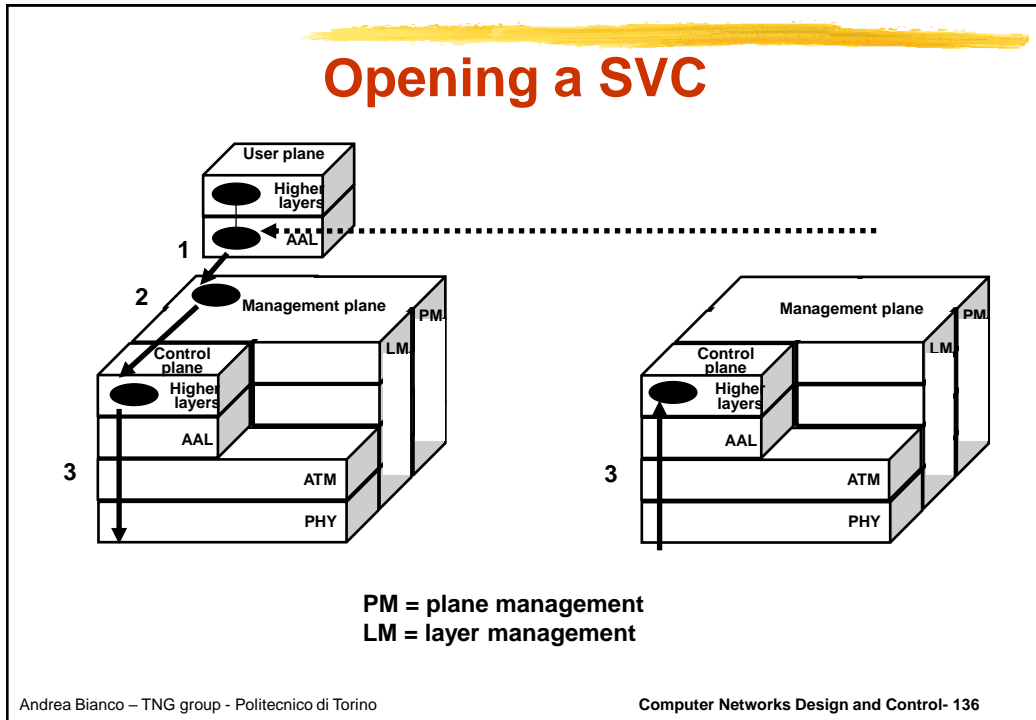 Opening a SVC
User plane
Higher
layers
AAL
1
2
Management plane
PM
LM
Control
plane
Higher
layers
AAL
3
ATM
PHY
Management plane
PM
LM
Control
plane
Higher
layers
AAL
3
ATM
PHY
PM = plane management
LM = layer management
Andrea Bianco – TNG group - Politecnico di Torino
Computer Networks Design and Control- 136